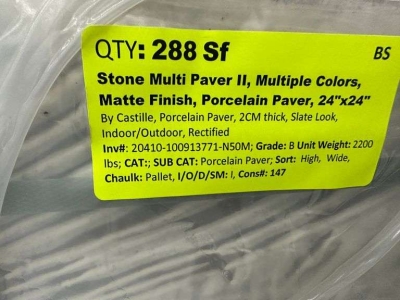 QTY: 288 Sf
BS
Stone Multi Paver II, Multiple Colors,
Matte Finish, Porcelain Paver, 24"x24"
By Castille, Porcelain Paver, 2CM thick, Slate Look,
Indoor/Outdoor, Rectified
Inv#: 20410-100913771-N50M; Grade: B Unit Weight: 2200
lbs; CAT:; SUB CAT: Porcelain Paver; Sort: High, Wide,
Chaulk: Pallet, I/O/D/SM: I, Cons#: 147